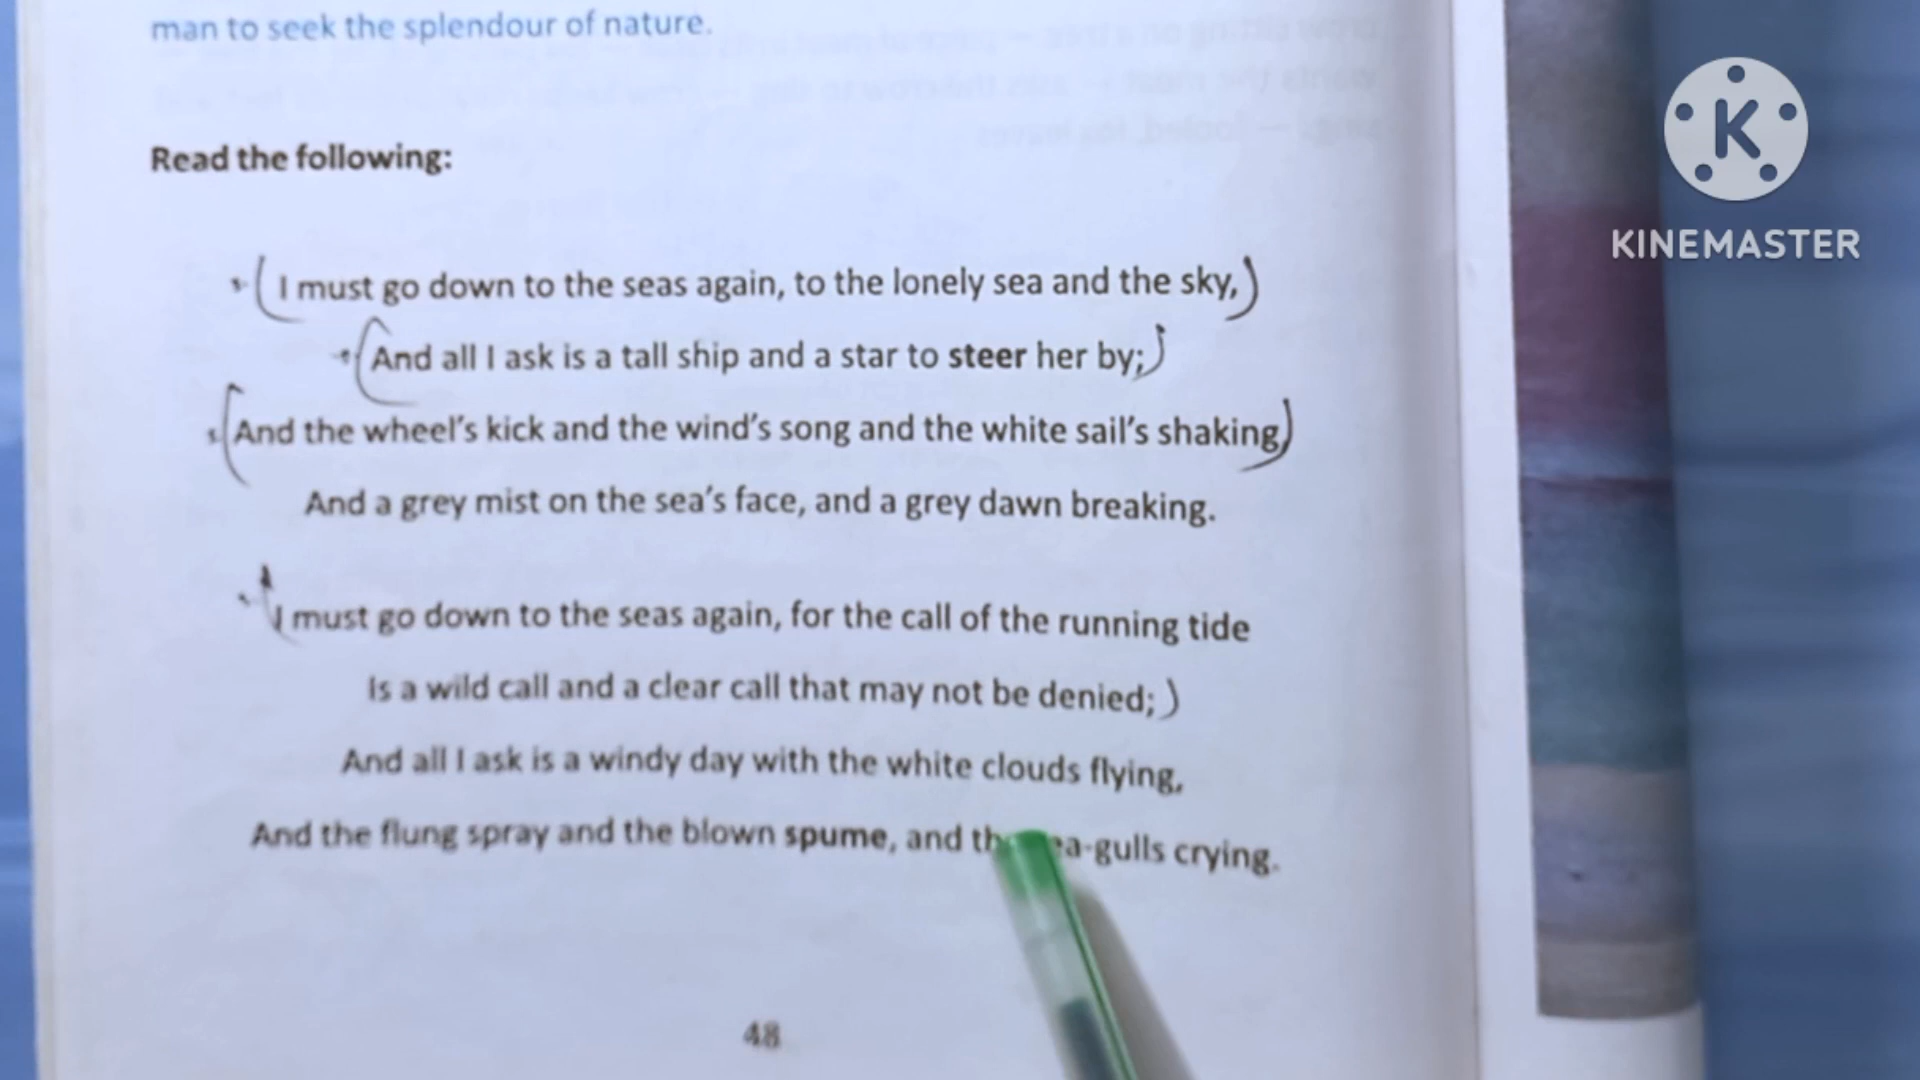 man to seek the splendour of nature.
Read the following:
I must go down to the seas again, to the lonely sea and the sky,
And all I ask is a tall ship and a star to steer her by;
And the wheel's kick and the wind's song and the white sail's shaking
And a grey mist on the sea's face, and a grey dawn breaking.
I must go down to the seas again, for the call of the running tide
Is a wild call and a clear call that may not be denied;
And all I ask is a windy day with the white clouds flying,
And the flung spray and the blown spume, and gulls crying.
48
K
KINEMASTER